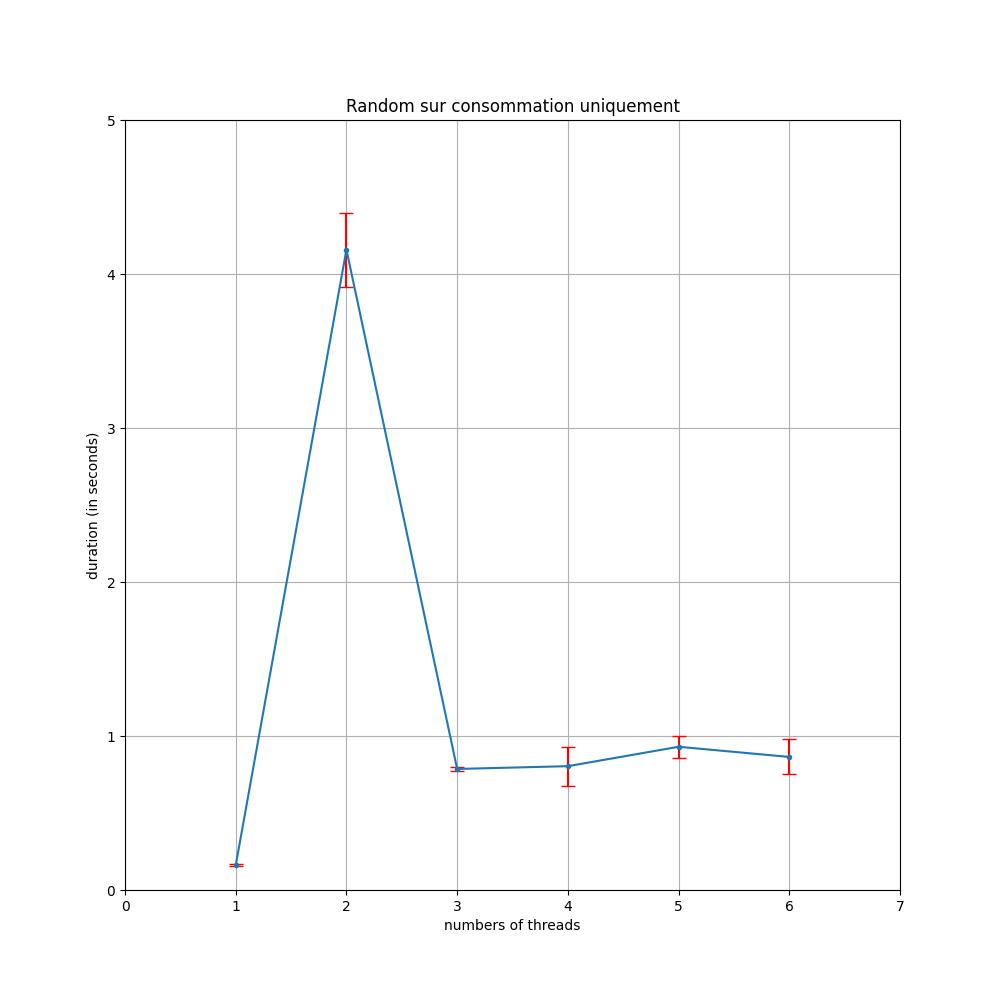 Random sur consommation uniquement
5
4
3
2
1
0
duration (in seconds)
0 1 2 3 4 5 6 7
numbers of threads